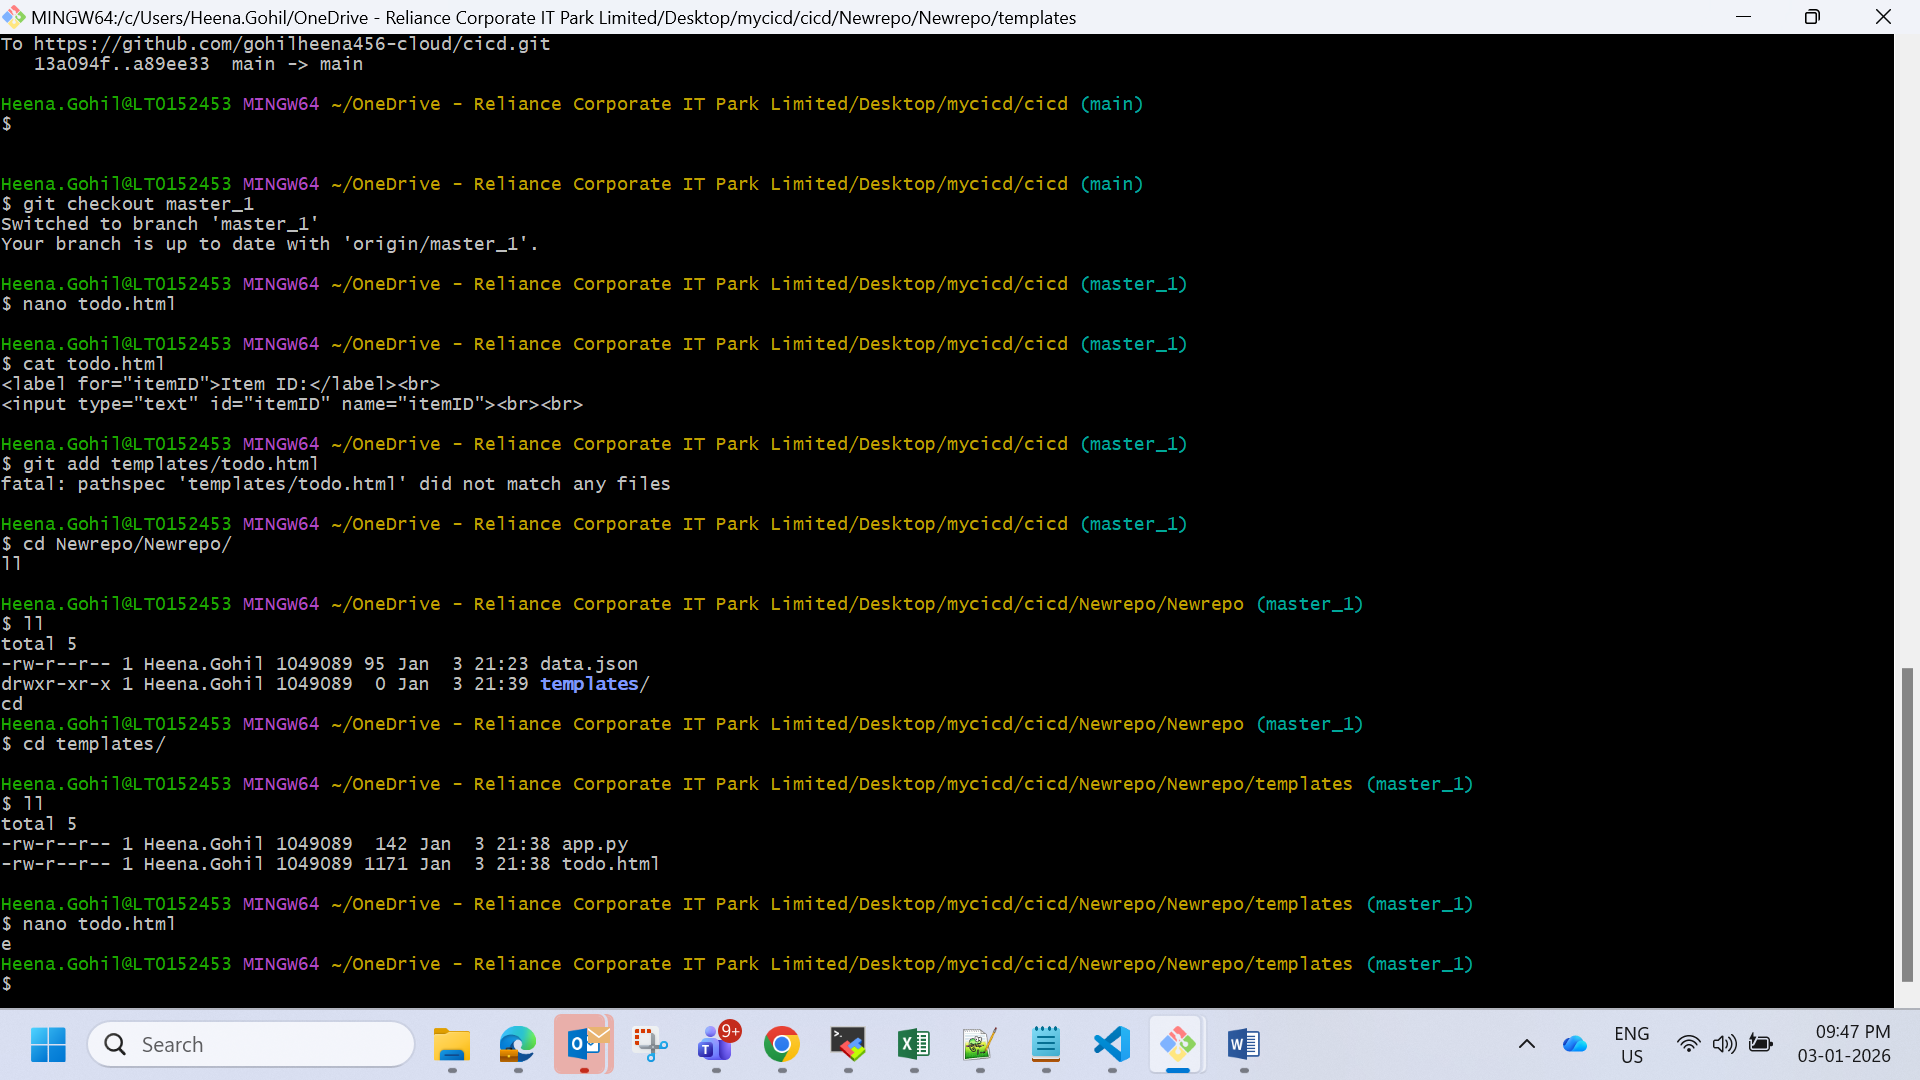 MINGW64:/c/Users/Heena.Gohil/OneDrive - Reliance Corporate IT Park Limited/Desktop/mycicd/cicd/Newrepo/Newrepo/templates
To https://github.com/gohilheena456-cloud/cicd.git
   13a094f..a89ee33  main -> main
Heena.Gohil@LT0152453 MINGW64 ~/OneDrive - Reliance Corporate IT Park Limited/Desktop/mycicd/cicd (main)
$
Heena.Gohil@LT0152453 MINGW64 ~/OneDrive - Reliance Corporate IT Park Limited/Desktop/mycicd/cicd (main)
$ git checkout master_1
Switched to branch 'master_1'
Your branch is up to date with 'origin/master_1'.
Heena.Gohil@LT0152453 MINGW64 ~/OneDrive - Reliance Corporate IT Park Limited/Desktop/mycicd/cicd (master_1)
$ nano todo.html
Heena.Gohil@LT0152453 MINGW64 ~/OneDrive - Reliance Corporate IT Park Limited/Desktop/mycicd/cicd (master_1)
$ cat todo.html
<label for="itemID">Item ID:</label><br>
<input type="text" id="itemID" name="itemID"><br><br>
Heena.Gohil@LT0152453 MINGW64 ~/OneDrive - Reliance Corporate IT Park Limited/Desktop/mycicd/cicd (master_1)
$ git add templates/todo.html
fatal: pathspec 'templates/todo.html' did not match any files
Heena.Gohil@LT0152453 MINGW64 ~/OneDrive - Reliance Corporate IT Park Limited/Desktop/mycicd/cicd (master_1)
$ cd Newrepo/Newrepo/
ll
Heena.Gohil@LT0152453 MINGW64 ~/OneDrive - Reliance Corporate IT Park Limited/Desktop/mycicd/cicd/Newrepo/Newrepo (master_1)
$ ll
total 5
-rw-r--r-- 1 Heena.Gohil 1049089 95 Jan  3 21:23 data.json
drwxr-xr-x 1 Heena.Gohil 1049089  0 Jan  3 21:39 templates/
cd
Heena.Gohil@LT0152453 MINGW64 ~/OneDrive - Reliance Corporate IT Park Limited/Desktop/mycicd/cicd/Newrepo/Newrepo (master_1)
$ cd templates/
Heena.Gohil@LT0152453 MINGW64 ~/OneDrive - Reliance Corporate IT Park Limited/Desktop/mycicd/cicd/Newrepo/Newrepo/templates (master_1)
$ ll
total 5
-rw-r--r-- 1 Heena.Gohil 1049089  142 Jan  3 21:38 app.py
-rw-r--r-- 1 Heena.Gohil 1049089 1171 Jan  3 21:38 todo.html
Heena.Gohil@LT0152453 MINGW64 ~/OneDrive - Reliance Corporate IT Park Limited/Desktop/mycicd/cicd/Newrepo/Newrepo/templates (master_1)
$ nano todo.html
e
Heena.Gohil@LT0152453 MINGW64 ~/OneDrive - Reliance Corporate IT Park Limited/Desktop/mycicd/cicd/Newrepo/Newrepo/templates (master_1)
$
Search
9+
ENG
US
09:47 PM
03-01-2026